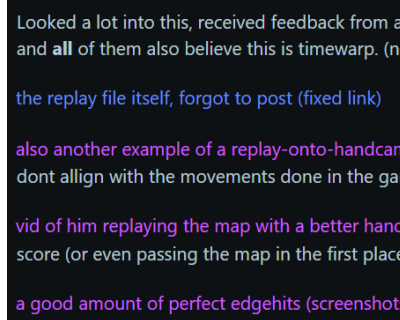 Looked a lot into this, received feedback from a
and all of them also believe this is timewarp. (n
the replay file itself, forgot to post (fixed link)
also another example of a replay-onto-handcam
dont allign with the movements done in the ga
vid of him replaying the map with a better hand
score (or even passing the map in the first place
a good amount of perfect edgehits (screenshot